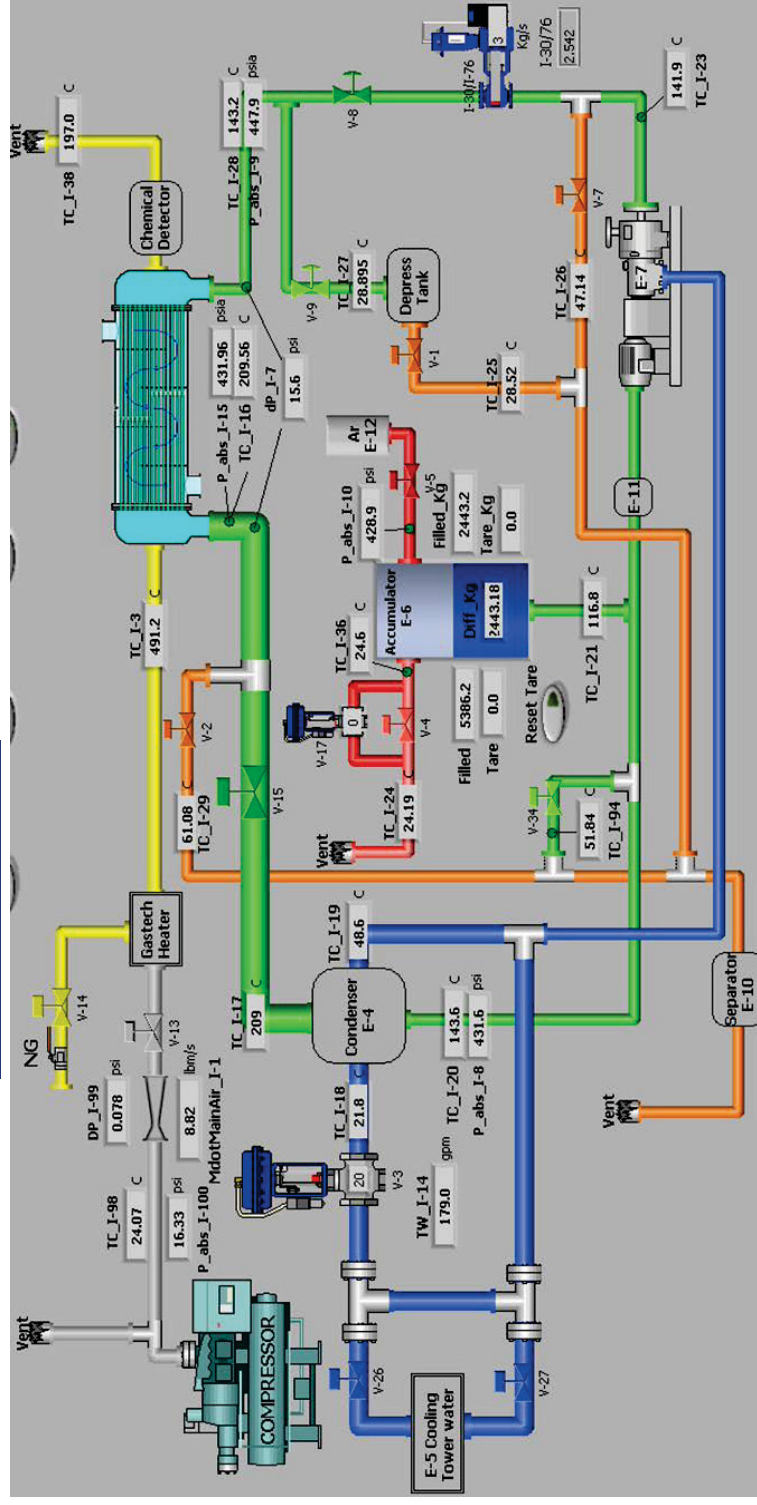 Vent
TC_I-98
24.07 C
16.33 psi
P_abs_I-100
COMPRESSOR
DP_I-99
0.078 psi
8.82 lbm/s
MdotMainAir_I-1
NG
V-14
V-13
Gastech
Heater
TC_I-3
491.2 C
Vent
TC_I-38
197.0 C
Chemical
Detector
61.08 C
TC_I-29
V-2
P_abs_I-15
TC_I-16
431.96 psia
209.56 C
dP_I-7 psi
15.6
TC_I-28
P_abs_I-9
143.2 C
447.9 psia
TC_I-17
209 C
V-15
V-9
TC_I-27
28.895 C
Depress
Tank
V-1
V-8
I-30/I-76
3
Kg/s
I-30/76
2.542
TC_I-18
21.8
Condenser
E-4
TC_I-19
48.6 C
V-17
0
TC_I-36
24.6 C
V-4
Vent
TC_I-24
24.19 C
Accumulator
E-6
Diff_Kg
2443.18
P_abs_I-10
428.9 psi
V-5
Ar
E-12
Filled_Kg
2443.2
Tare_Kg
0.0
TC_I-25
28.52 C
TC_I-26
47.14 C
V-7
141.9 C
TC_I-23
E-5 Cooling
Tower water
V-26
V-27
20
V-3
TW_I-14
179.0 gpm
TC_I-20
P_abs_I-8
143.6 C
431.6 psi
Filled
5386.2
Tare
0.0
Reset Tare
TC_I-21
116.8 C
V-34
51.84 C
TC_I-94
E-11
E-7
Vent
Separator
E-10